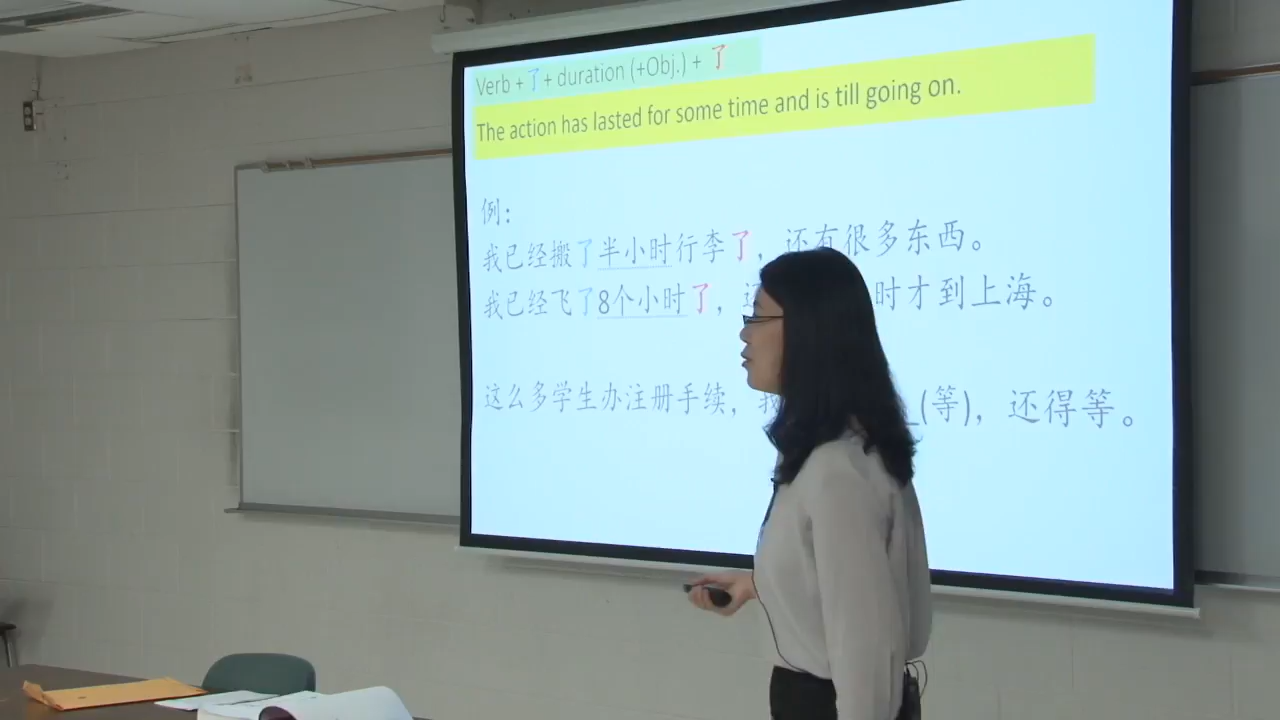 Verb + 了 + duration (+Obj.) + 了
The action has lasted for some time and is till going on.
例：
我已经搬了半小时行李了，还有很多东西。
我已经飞了8个小时了，时才到上海。
这么多学生办注册手续，我(等)，还得等。